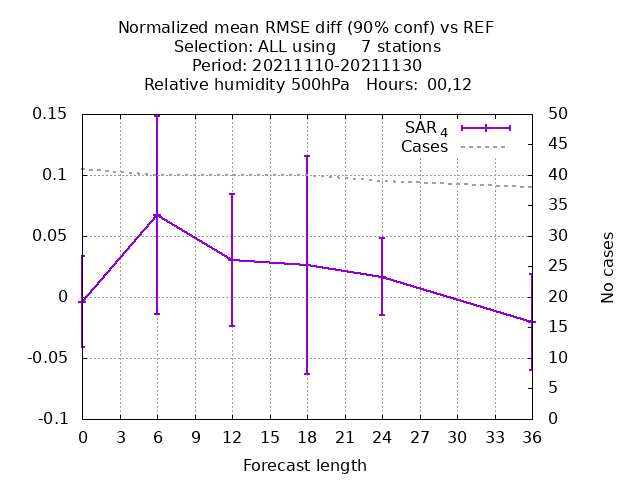 Normalized mean RMSE diff (90% conf) vs REF
Selection: ALL using     7 stations
Period: 20211110-20211130
Relative humidity 500hPa   Hours:  00,12
0.15
0.1
0.05
0
-0.05
-0.1
50
45
40
35
30
25
20
15
10
5
0
SAR 4
Cases
No cases
0 3 6 9 12 15 18 21 24 27 30 33 36
Forecast length